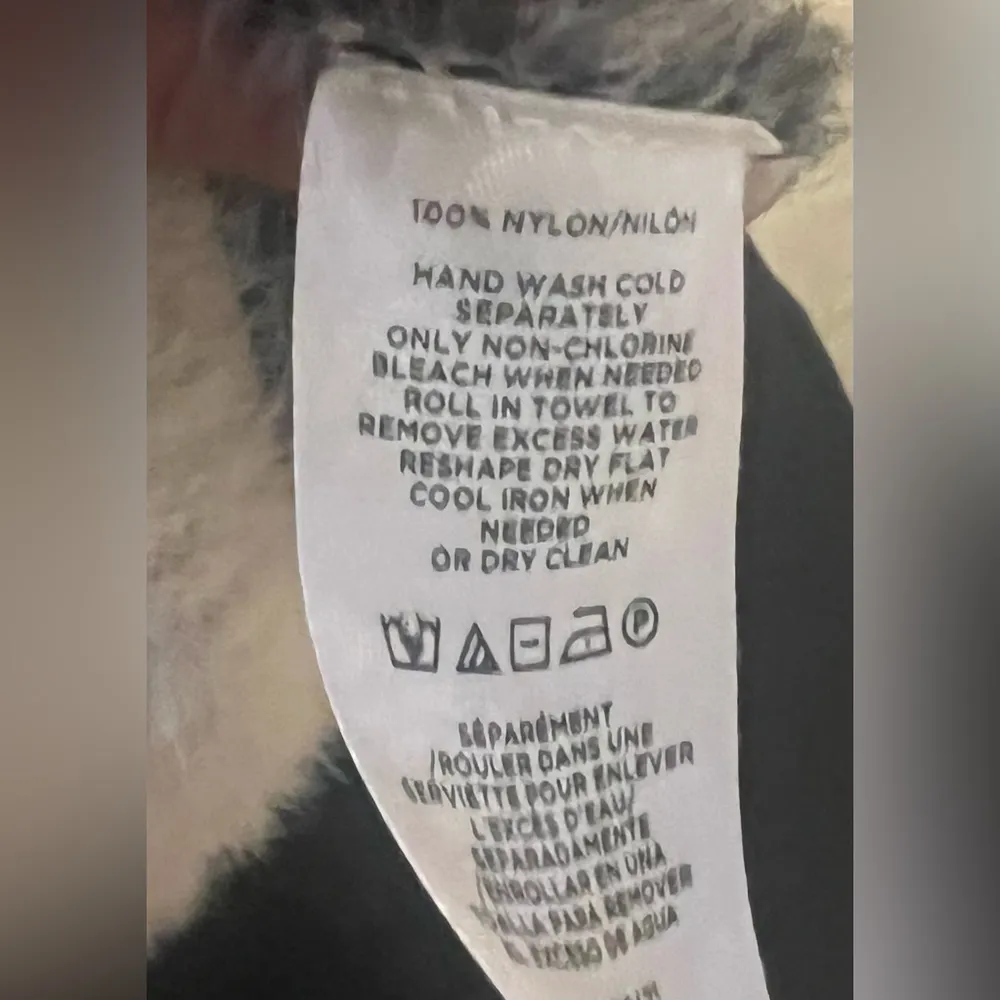 100% NYLON/NILON
HAND WASH COLD
SEPARATELY
ONLY NON-CHLORINE
BLEACH WHEN NEEDED
ROLL IN TOWEL TO
REMOVE EXCESS WATER
RESHAPE DRY FLAT
COOL IRON WHEN
NEEDED
OR DRY CLEAN
P
SÉPARÉMENT
/ROULER DANS UNE
SERVIETTE POUR ENLEVER
L'EXCÈS D'EAU/
SEPARADAMENTE
/ENROLLAR EN UNA
TOALLA PARA REMOVER
EL EXCESO DE AGUA